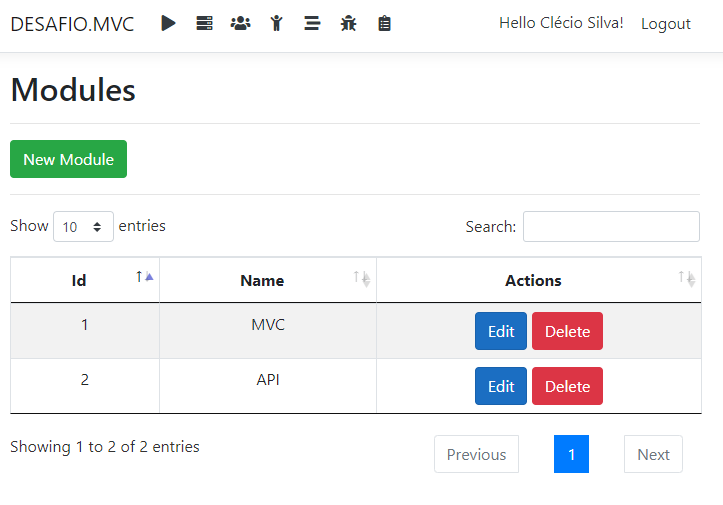 DESAFIO.MVC Hello Clécio Silva! Logout
Modules
New Module
Show 10 entries Search:
Id Name Actions
1 MVC Edit Delete
2 API Edit Delete
Showing 1 to 2 of 2 entries Previous 1 Next